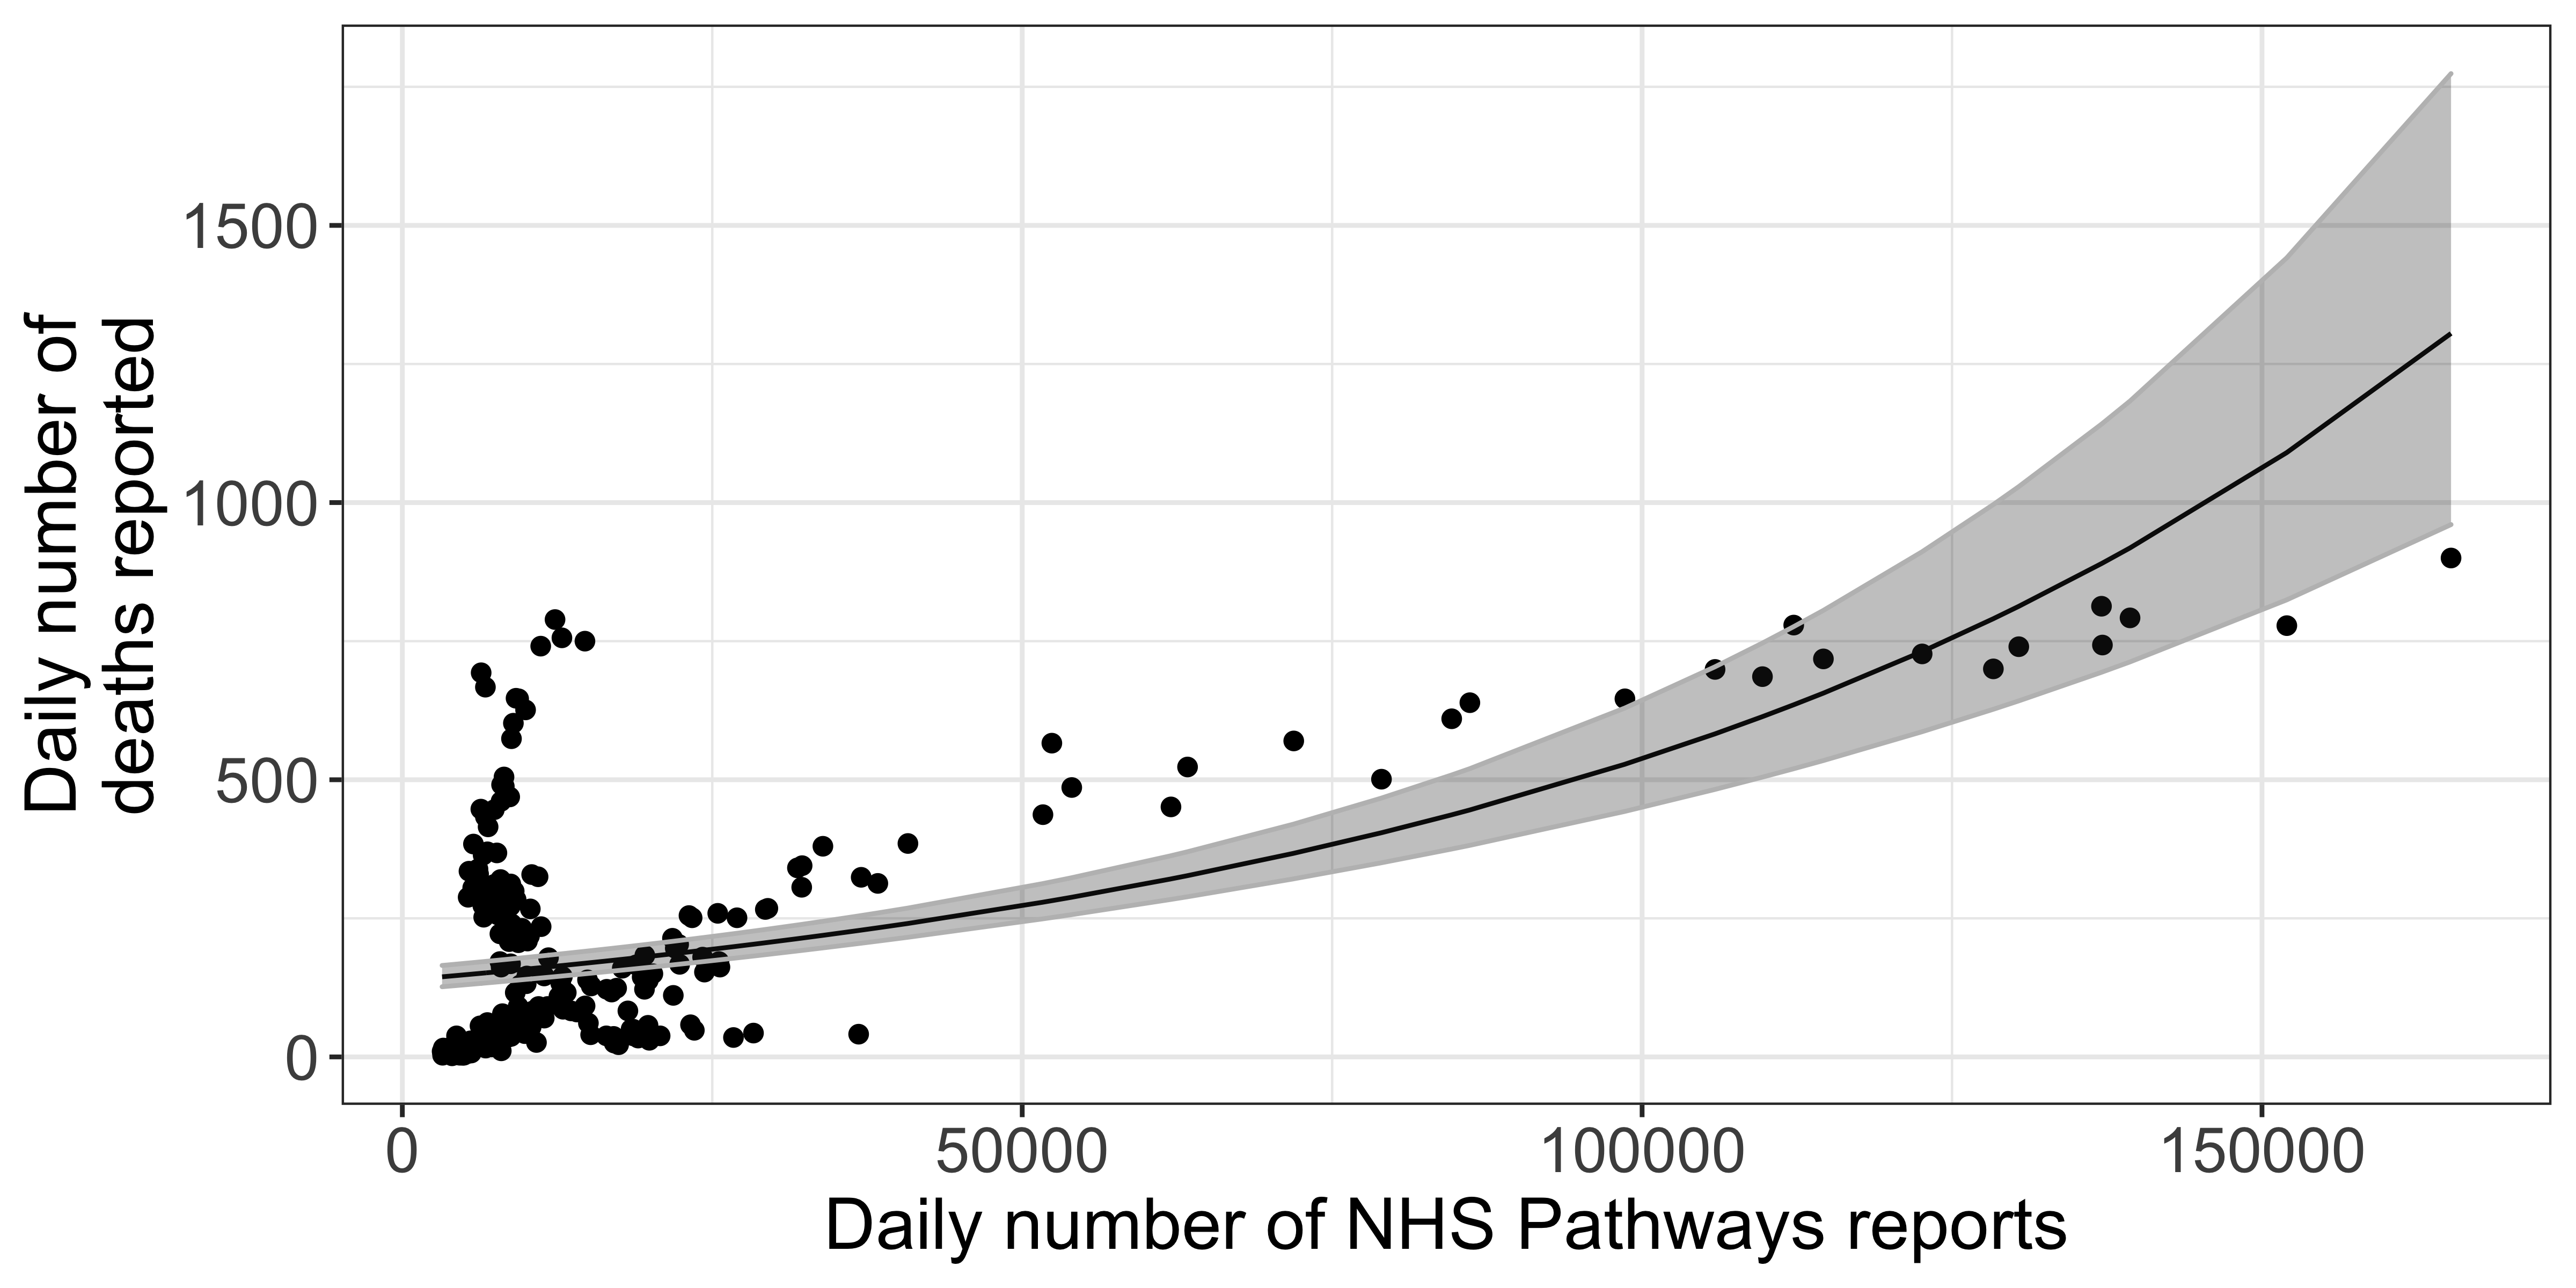 Daily number of
deaths reported
1500
1000
500
0
0 50000 100000 150000
Daily number of NHS Pathways reports